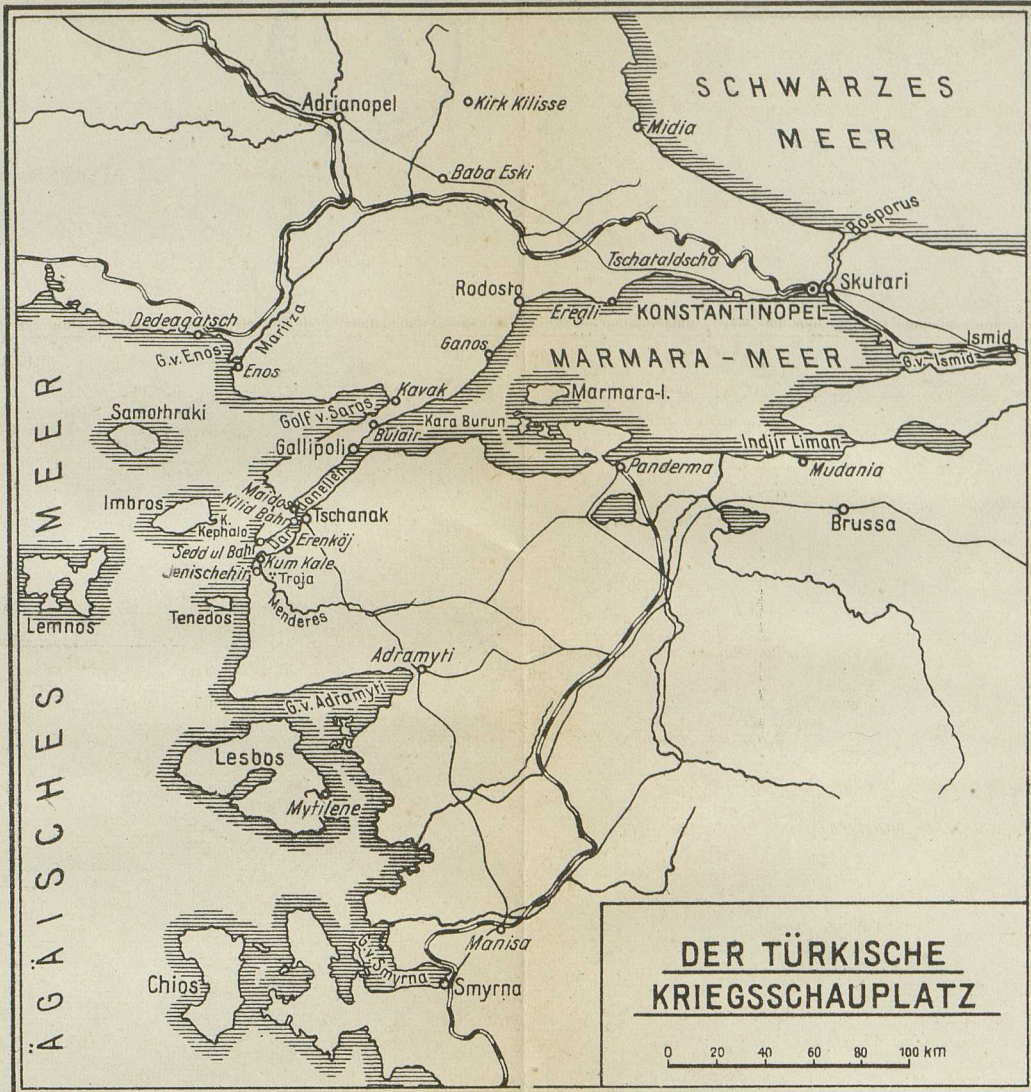 SCHWARZES
MEER
Adrianopel
Kirk Kilisse
Midia
Baba Eski
Bosporus
Tschataldscha
Skutari
Rodosto
Eregli
KONSTANTINOPEL
Dedeagatsch
Maritza
G.v.Enos
Enos
Ganos
MARMARA-MEER
Ismid
G.v.Ismid
Kavak
Marmara-I.
Golf v. Saros
Samothraki
Kara Burun
Bulair
Gallipoli
Indjir Liman
Panderma
Mudania
Maidos
Dardanellen
Imbros
Kilid Bahr
K.
Kephalo
Tschanak
Brussa
Erenköj
Sedd ul Bahr
Kum Kale
Jenischehir
Troja
Menderes
Tenedos
Lemnos
Adramyti
G.v. Adramyti
Lesbos
Mytilene
ÄGÄISCHES MEER
Manisa
G.v. Smyrna
Chios
Smyrna
DER TÜRKISCHE
KRIEGSSCHAUPLATZ
0 20 40 60 80 100 km